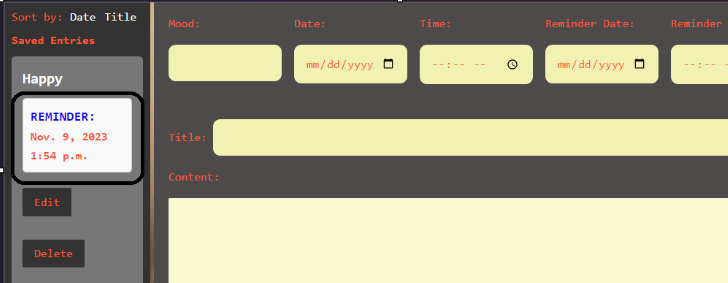 Sort by: Date Title
Saved Entries
Happy
REMINDER:
Nov. 9, 2023
1:54 p.m.
Edit
Delete
Mood: Date: Time: Reminder Date: Reminder
mm/dd/yyyy --:-- -- mm/dd/yyyy --:-- --
Title:
Content: